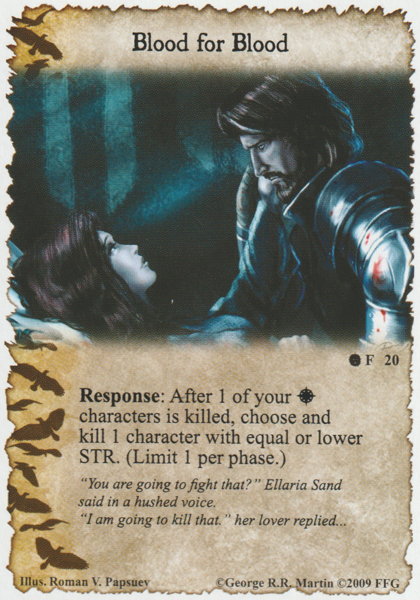 Blood for Blood
F 20
Response: After 1 of your
characters is killed, choose and
kill 1 character with equal or lower
STR. (Limit 1 per phase.)
"You are going to fight that?" Ellaria Sand
said in a hushed voice.
"I am going to kill that." her lover replied...
Illus. Roman V. Papsuev ©George R.R. Martin ©2009 FFG